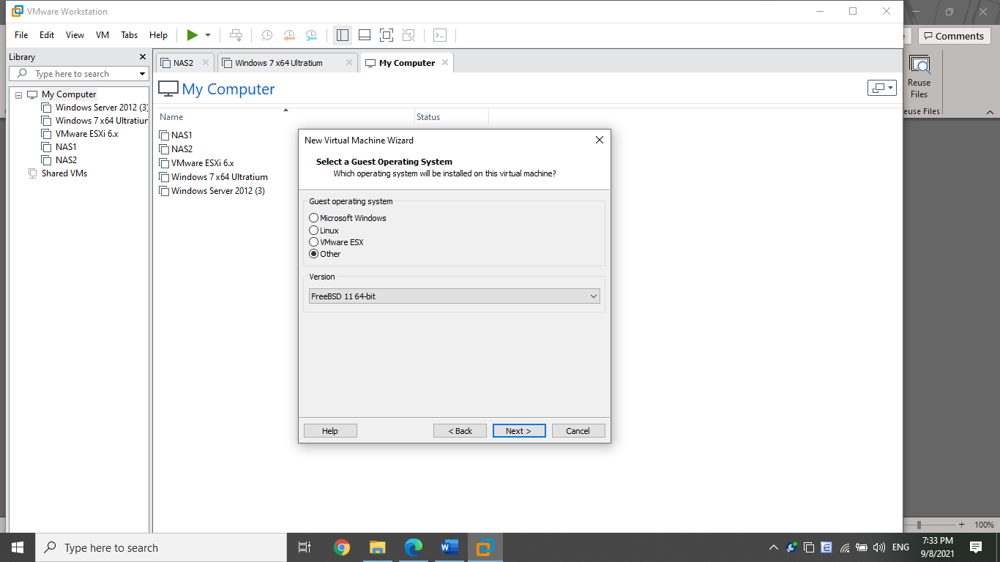 VMware Workstation
File Edit View VM Tabs Help
Comments
Library
Type here to search
My Computer
Windows Server 2012 (3)
Windows 7 x64 Ultratiun
VMware ESXi 6.x
NAS1
NAS2
Shared VMs
NAS2
Windows 7 x64 Ultratium
My Computer
My Computer
Name Status
NAS1
NAS2
VMware ESXi 6.x
Windows 7 x64 Ultratium
Windows Server 2012 (3)
New Virtual Machine Wizard
Select a Guest Operating System
Which operating system will be installed on this virtual machine?
Guest operating system
Microsoft Windows
Linux
VMware ESX
Other
Version
FreeBSD 11 64-bit
Help < Back Next > Cancel
Reuse
Files
euse Files
100%
Type here to search
ENG
7:33 PM
9/8/2021